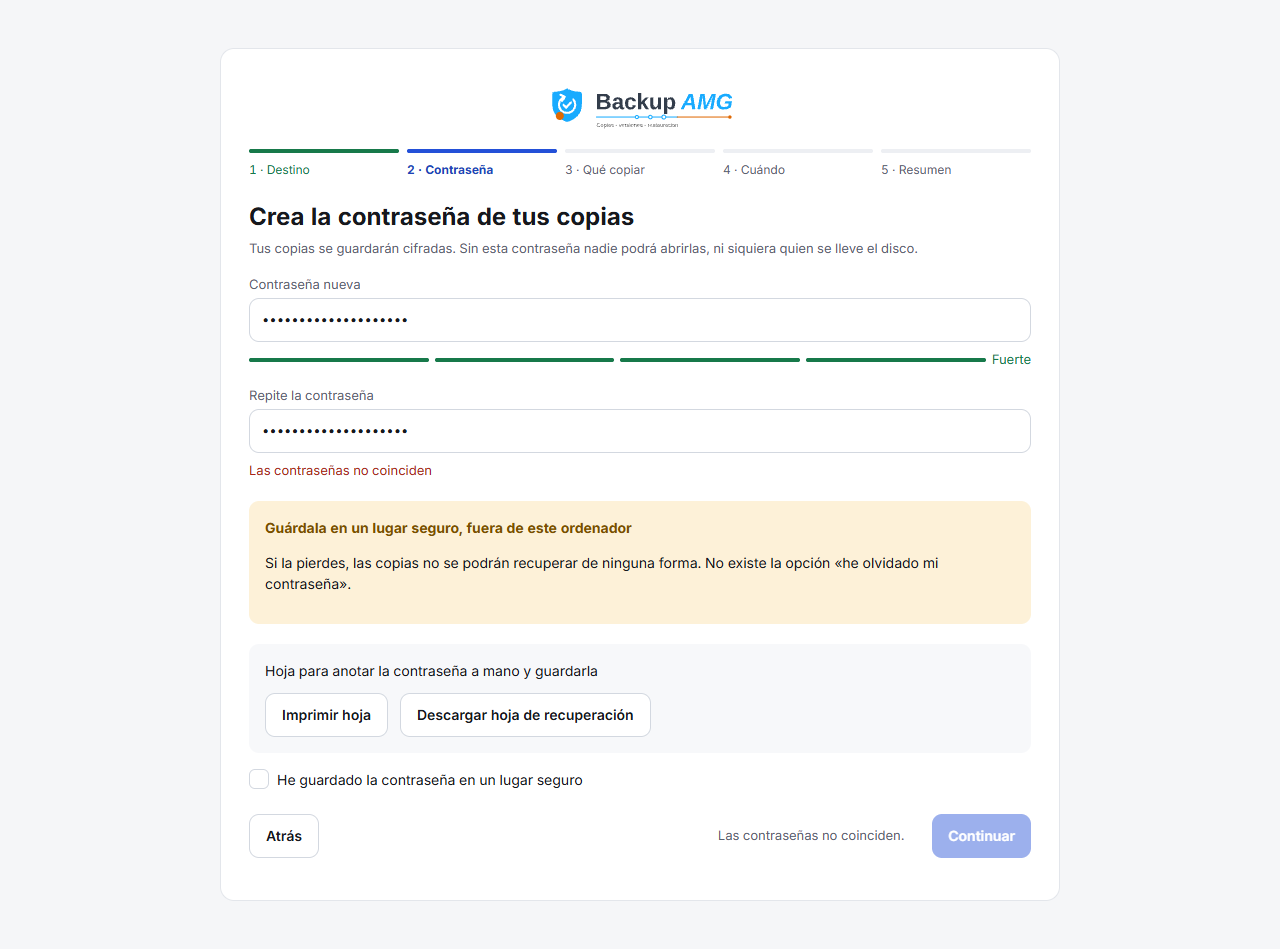 Backup AMG
Copias · Versiones · Restauración
1 · Destino
2 · Contraseña
3 · Qué copiar
4 · Cuándo
5 · Resumen
Crea la contraseña de tus copias
Tus copias se guardarán cifradas. Sin esta contraseña nadie podrá abrirlas, ni siquiera quien se lleve el disco.
Contraseña nueva
••••••••••••••••••••
Fuerte
Repite la contraseña
••••••••••••••••••••
Las contraseñas no coinciden
Guárdala en un lugar seguro, fuera de este ordenador
Si la pierdes, las copias no se podrán recuperar de ninguna forma. No existe la opción «he olvidado mi
contraseña».
Hoja para anotar la contraseña a mano y guardarla
Imprimir hoja
Descargar hoja de recuperación
He guardado la contraseña en un lugar seguro
Atrás
Las contraseñas no coinciden.
Continuar